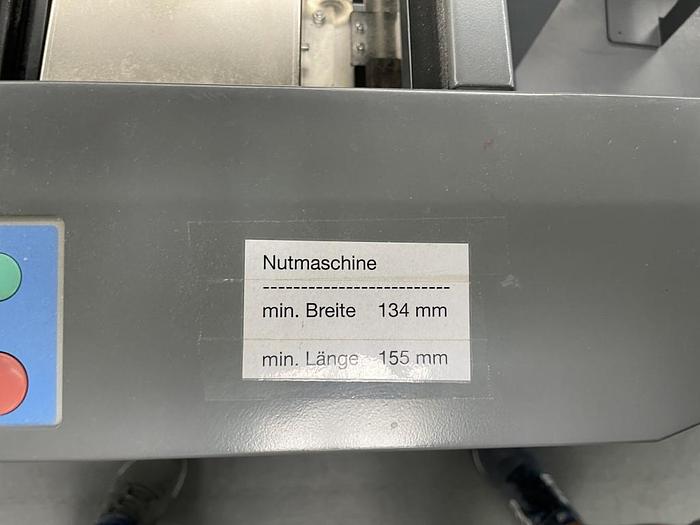 Nutmaschine
---------------------------
min. Breite 134 mm
min. Länge 155 mm